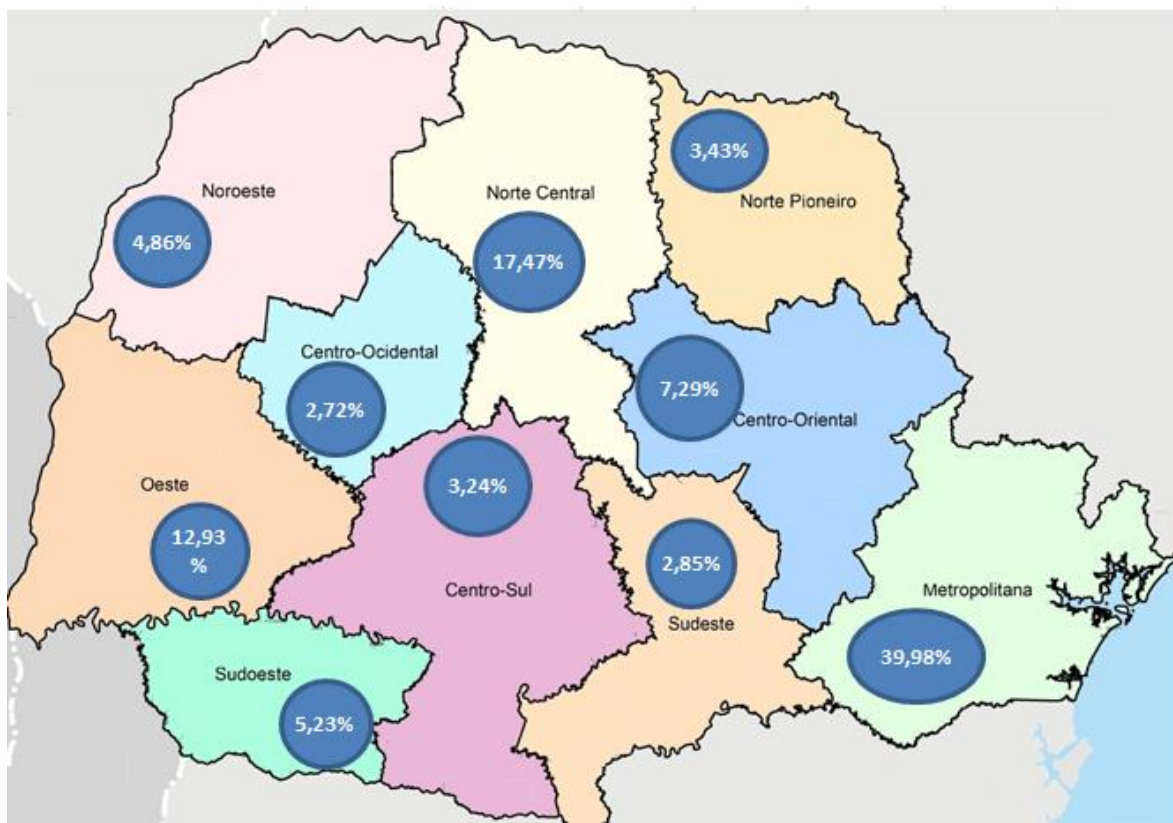 3,43%
Noroeste
Norte Central
Norte Pioneiro
4,86%
17,47%
Centro-Ocidental
7,29%
2,72%
Centro-Oriental
Oeste
3,24%
12,93
%
2,85%
Centro-Sul
Metropolitana
Sudeste
39,98%
Sudoeste
5,23%